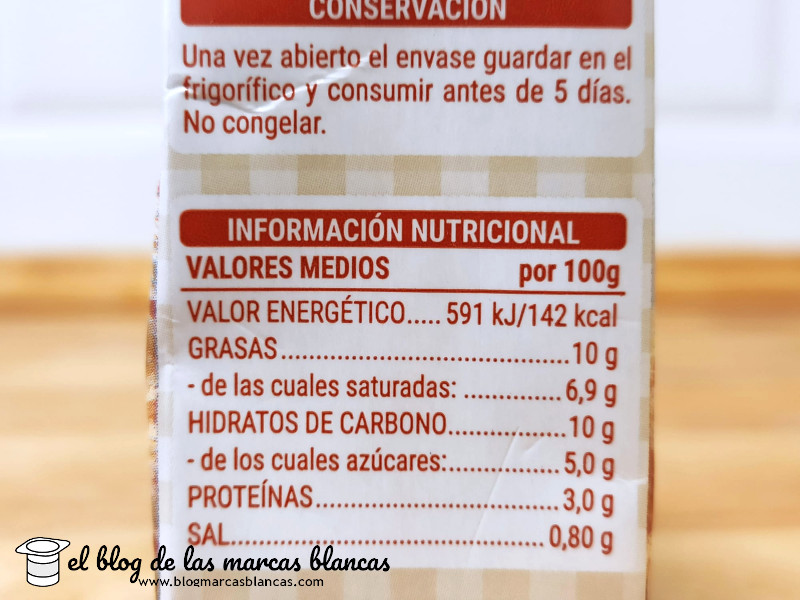 CONSERVACIÓN
Una vez abierto el envase guardar en el
frigorífico y consumir antes de 5 días.
No congelar.
INFORMACIÓN NUTRICIONAL
VALORES MEDIOS por 100g
VALOR ENERGÉTICO..... 591 kJ/142 kcal
GRASAS.......................................10 g
- de las cuales saturadas: .............. 6,9 g
HIDRATOS DE CARBONO.................10 g
- de los cuales azúcares:................ 5,0 g
PROTEÍNAS.................................. 3,0 g
SAL............................................. 0,80 g
el blog de las marcas blancas
www.blogmarcasblancas.com